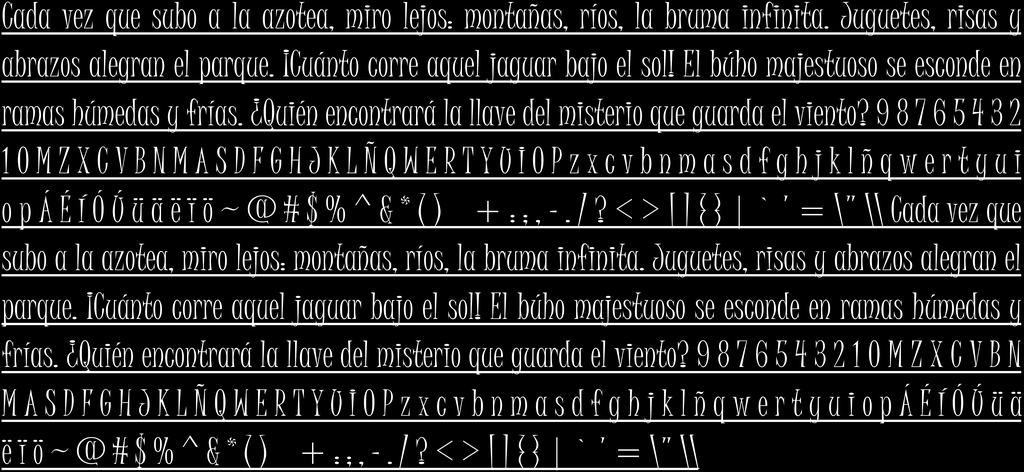 Cada vez que subo a la azotea, miro lejos: montañas, ríos, la bruma infinita. Juguetes, risas y
abrazos alegran el parque. ¡Cuánto corre aquel jaguar bajo el sol! El búho majestuoso se esconde en
ramas húmedas y frías. ¿Quién encontrará la llave del misterio que guarda el viento? 9 8 7 6 5 4 3 2
1 0 M Z X C V B N M A S D F G H J K L Ñ Q W E R T Y U I O P z x c v b n m a s d f g h j k l ñ q w e r t y u i
o p Á É Í Ó Ú ü ä ë ï ö ~ @ # $ % ^ & * ( ) + : ; , - . / ? < > [ ] { } | ` ' = \ " \\ Cada vez que
subo a la azotea, miro lejos: montañas, ríos, la bruma infinita. Juguetes, risas y abrazos alegran el
parque. ¡Cuánto corre aquel jaguar bajo el sol! El búho majestuoso se esconde en ramas húmedas y
frías. ¿Quién encontrará la llave del misterio que guarda el viento? 9 8 7 6 5 4 3 2 1 0 M Z X C V B N
M A S D F G H J K L Ñ Q W E R T Y U I O P z x c v b n m a s d f g h j k l ñ q w e r t y u i o p Á É Í Ó Ú ü ä
ë ï ö ~ @ # $ % ^ & * ( ) + : ; , - . / ? < > [ ] { } | ` ' = \ " \\